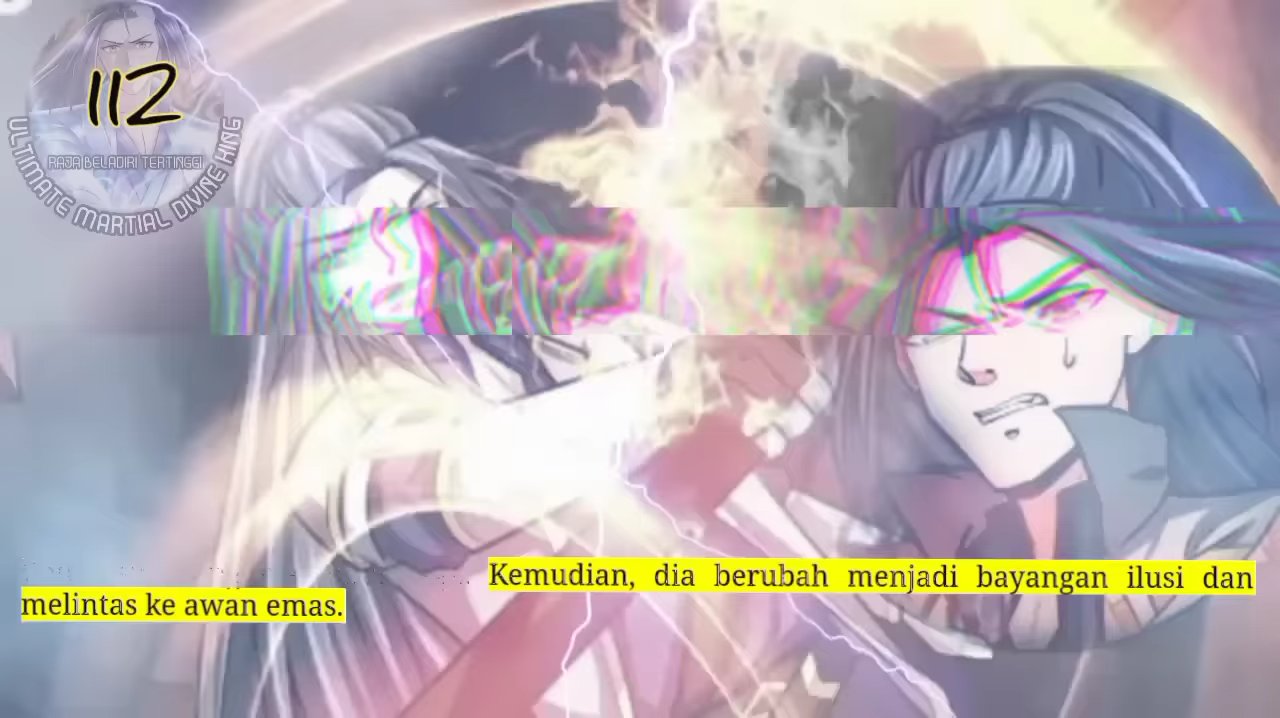 112
RAJA BELADIRI TERTINGGI
ULTIMATE MARTIAL DIVINE KING
Kemudian, dia berubah menjadi bayangan ilusi dan
melintas ke awan emas.